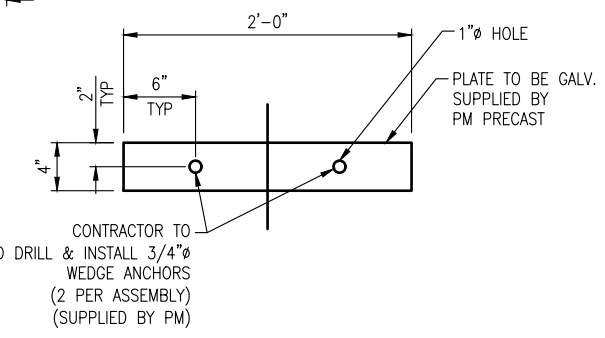 2'-0"
1"ø HOLE
6"
TYP
2"
TYP
PLATE TO BE GALV.
SUPPLIED BY
PM PRECAST
4"
CONTRACTOR TO
DRILL & INSTALL 3/4"ø
WEDGE ANCHORS
(2 PER ASSEMBLY)
(SUPPLIED BY PM)